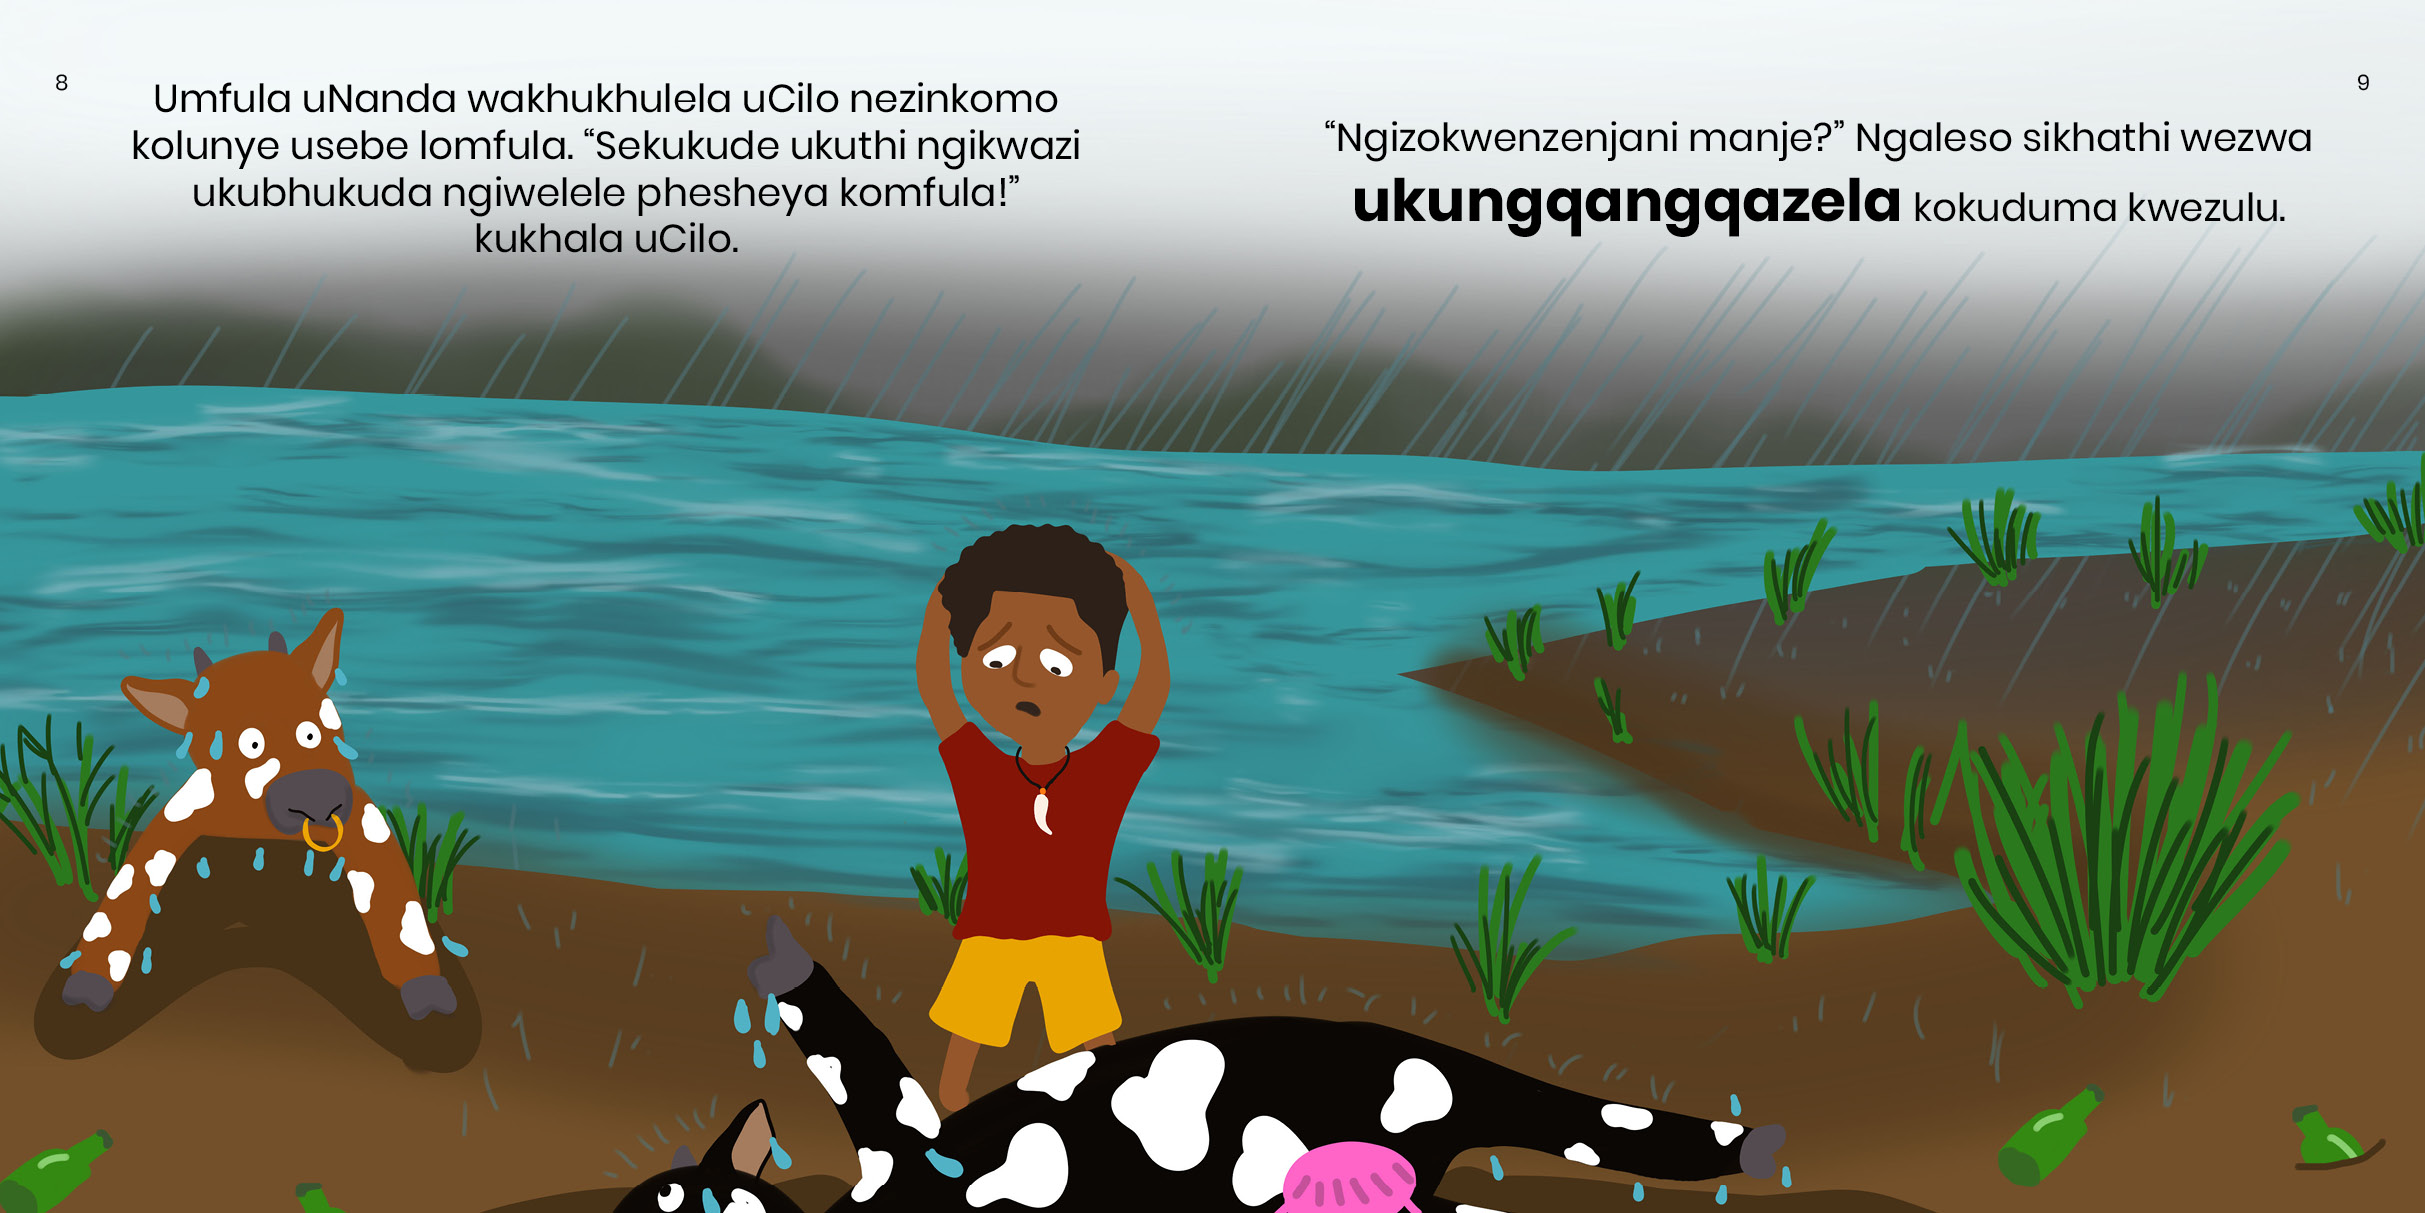 8
Umfula uNanda wakhukhulela uCilo nezinkomo
kolunye usebe lomfula. “Sekukude ukuthi ngikwazi
ukubhukuda ngiwelele phesheya komfula!”
kukhala uCilo.
9
“Ngizokwenzenjani manje?” Ngaleso sikhathi wezwa
ukungqangqazela kokuduma kwezulu.